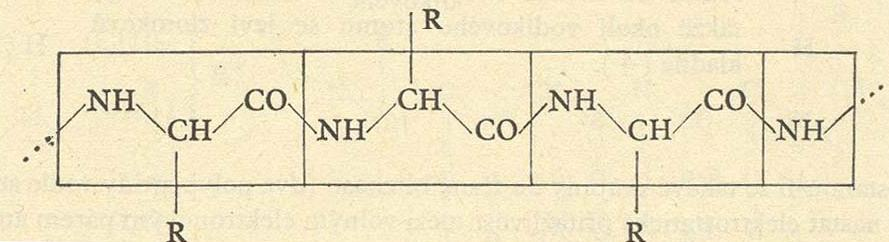 R
NH CO CH NH CO
CH NH CO CH NH
R R